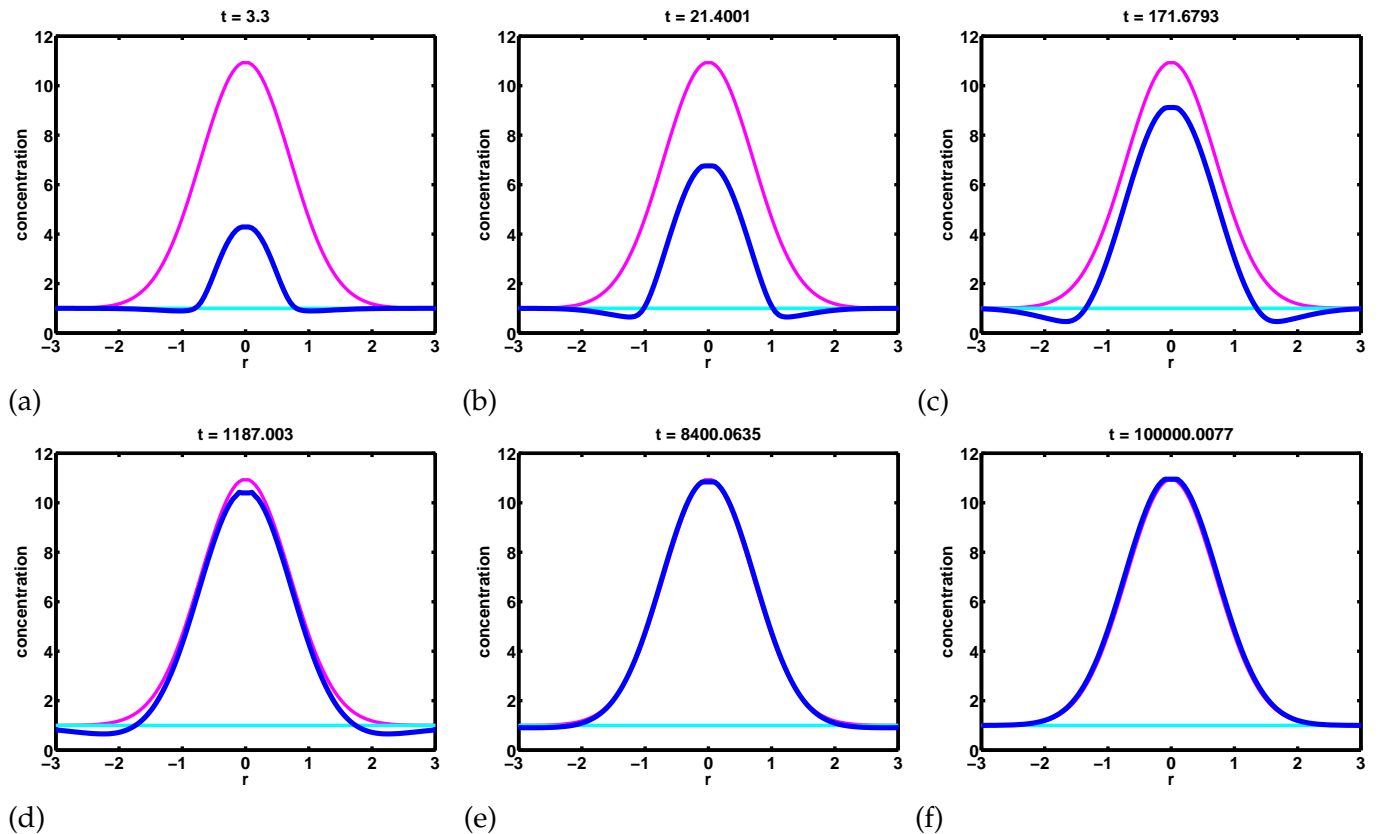 t = 3.3
12
10
8
6
4
2
0
concentration
−3 −2 −1 0 1 2 3
r
(a)
t = 21.4001
12
10
8
6
4
2
0
concentration
−3 −2 −1 0 1 2 3
r
(b)
t = 171.6793
12
10
8
6
4
2
0
concentration
−3 −2 −1 0 1 2 3
r
(c)
t = 1187.003
12
10
8
6
4
2
0
concentration
−3 −2 −1 0 1 2 3
r
(d)
t = 8400.0635
12
10
8
6
4
2
0
concentration
−3 −2 −1 0 1 2 3
r
(e)
t = 100000.0077
12
10
8
6
4
2
0
concentration
−3 −2 −1 0 1 2 3
r
(f)